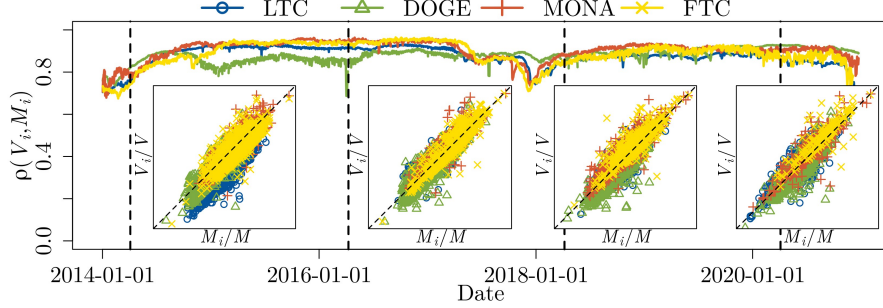 LTC DOGE MONA FTC
ρ(V_i, M_i)
0.8
0.4
0.0
V_i/V
M_i/M
V_i/V
M_i/M
V_i/V
M_i/M
V_i/V
M_i/M
2014-01-01 2016-01-01 2018-01-01 2020-01-01
Date